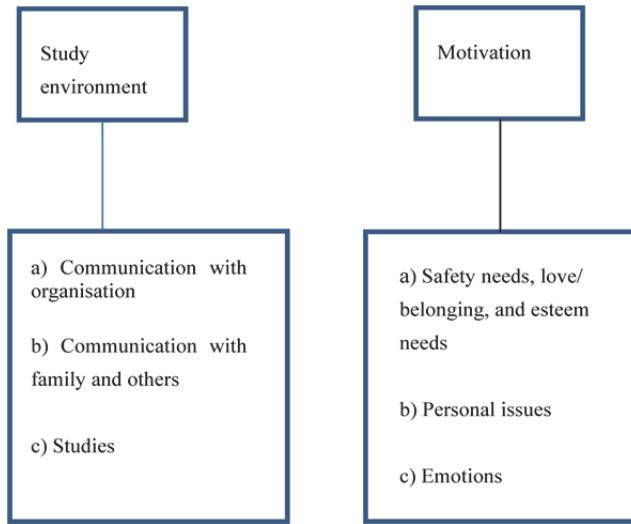 Study
environment
Motivation
a) Communication with
organisation
b) Communication with
family and others
c) Studies
a) Safety needs, love/
belonging, and esteem
needs
b) Personal issues
c) Emotions